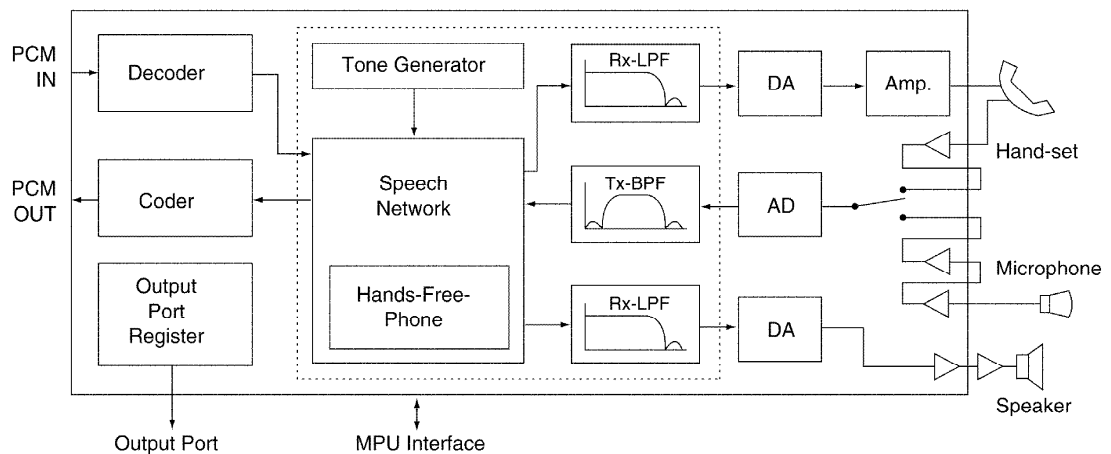 PCM
IN
Decoder
Tone Generator
Rx-LPF
DA
Amp.
Hand-set
PCM
OUT
Coder
Speech
Network
Tx-BPF
AD
Microphone
Output
Port
Register
Hands-Free-
Phone
Rx-LPF
DA
Speaker
Output Port
MPU Interface